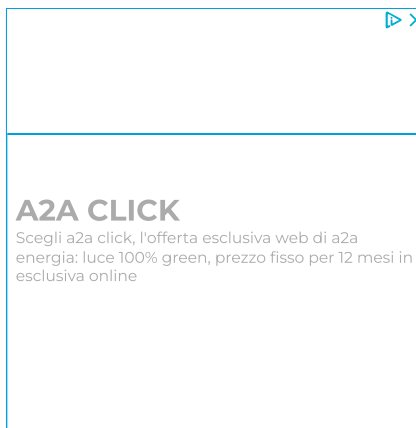 A2A CLICK
Scegli a2a click, l'offerta esclusiva web di a2a
energia: luce 100% green, prezzo fisso per 12 mesi in
esclusiva online